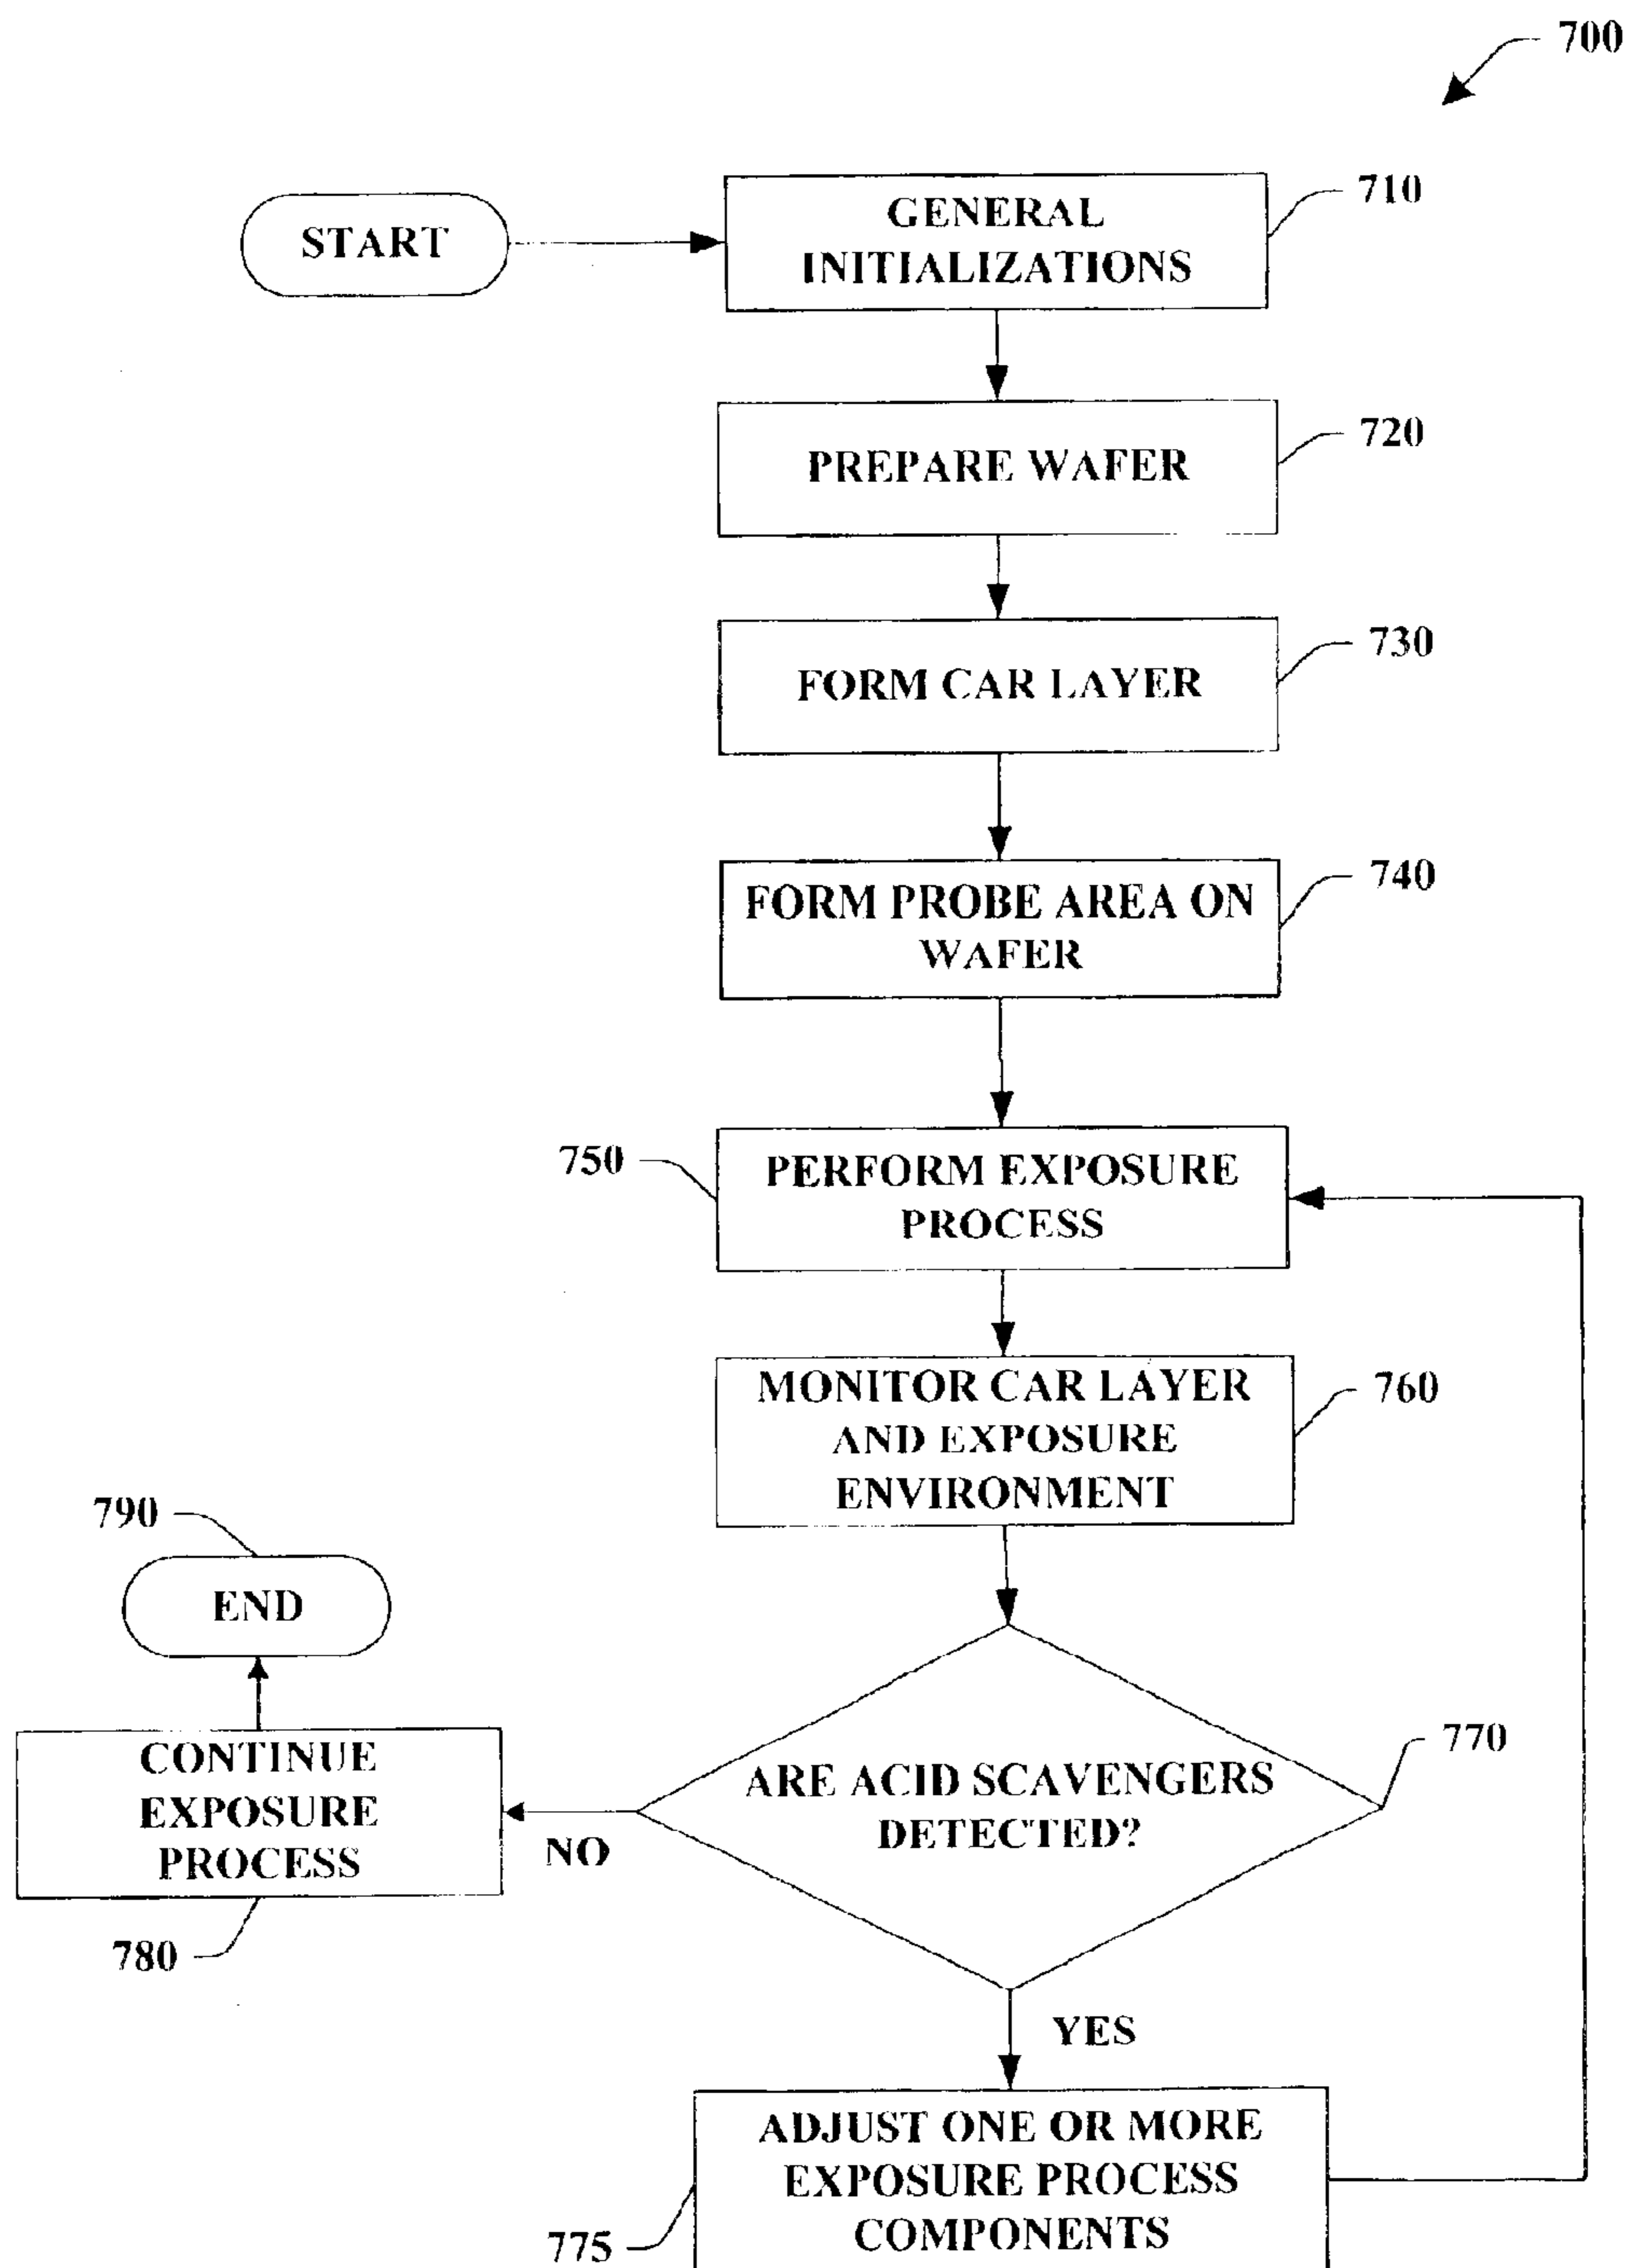 700
START
GENERAL
INITIALIZATIONS
710
PREPARE WAFER
720
FORM CAR LAYER
730
FORM PROBE AREA ON
WAFER
740
750
PERFORM EXPOSURE
PROCESS
MONITOR CAR LAYER
AND EXPOSURE
ENVIRONMENT
760
790
END
CONTINUE
EXPOSURE
PROCESS
780
NO
ARE ACID SCAVENGERS
DETECTED?
770
YES
ADJUST ONE OR MORE
EXPOSURE PROCESS
COMPONENTS
775